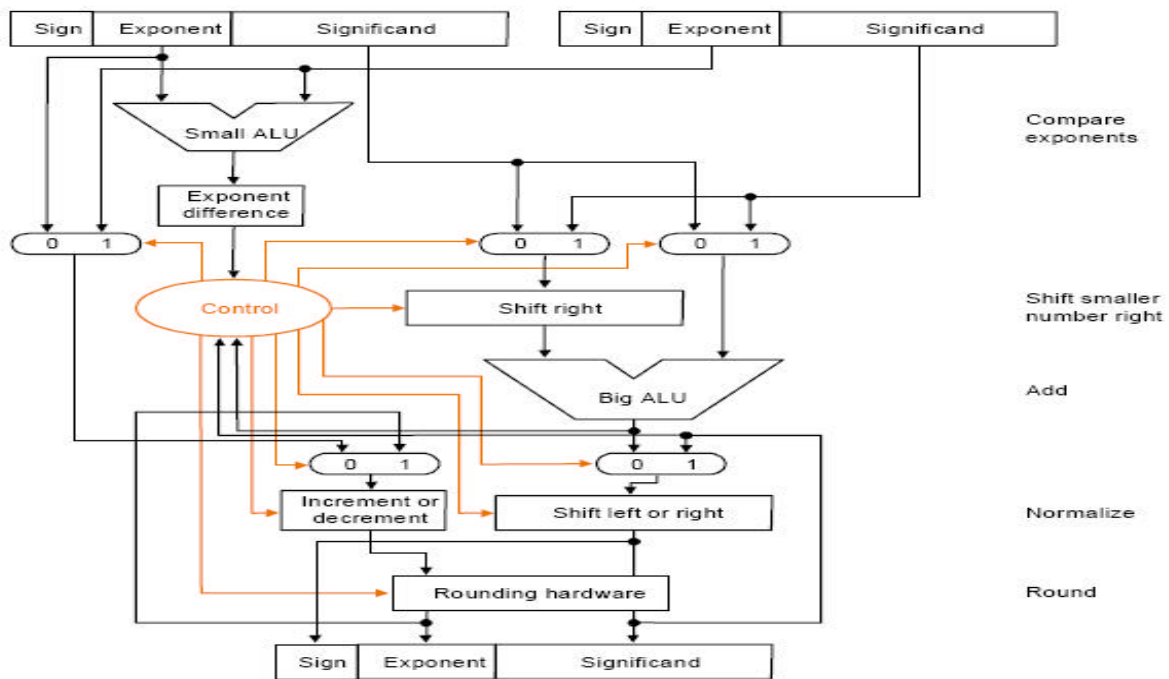 Sign Exponent Significand Sign Exponent Significand
Small ALU
Compare
exponents
Exponent
difference
0 1 0 1 0 1
Control
Shift right
Shift smaller
number right
Big ALU
Add
0 1 0 1
Increment or
decrement
Shift left or right
Normalize
Rounding hardware
Round
Sign Exponent Significand